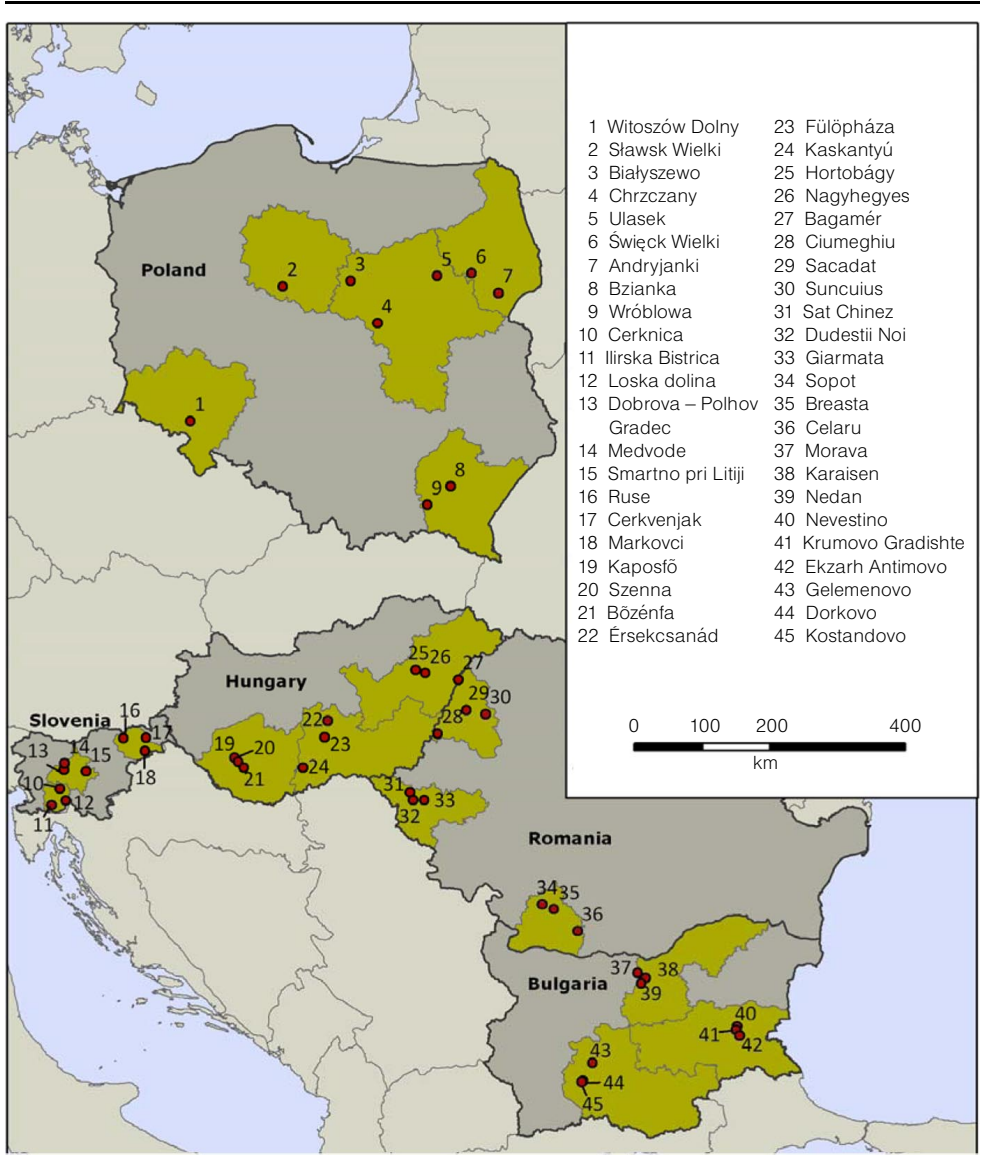 1 Witoszów Dolny
2 Sławsk Wielki
3 Białyszewo
4 Chrzczany
5 Ulasek
6 Święck Wielki
7 Andryjanki
8 Bzianka
9 Wróblowa
10 Cerknica
11 Ilirska Bistrica
12 Loska dolina
13 Dobrova – Polhov
Gradec
14 Medvode
15 Smartno pri Litiji
16 Ruse
17 Cerkvenjak
18 Markovci
19 Kaposfõ
20 Szenna
21 Bõzénfa
22 Érsekcsanád
23 Fülöpháza
24 Kaskantyú
25 Hortobágy
26 Nagyhegyes
27 Bagamér
28 Ciumeghiu
29 Sacadat
30 Suncuius
31 Sat Chinez
32 Dudestii Noi
33 Giarmata
34 Sopot
35 Breasta
36 Celaru
37 Morava
38 Karaisen
39 Nedan
40 Nevestino
41 Krumovo Gradishte
42 Ekzarh Antimovo
43 Gelemenovo
44 Dorkovo
45 Kostandovo
0 100 200 400
km
Poland
2
3
5
6
7
4
1
8
9
Hungary
25 26
27
29
30
28
22
23
24
19
20
21
Slovenia
16
17
18
13
14
15
10
12
11
31
32
33
Romania
34
35
36
Bulgaria
37
38
39
40
41
42
43
44
45